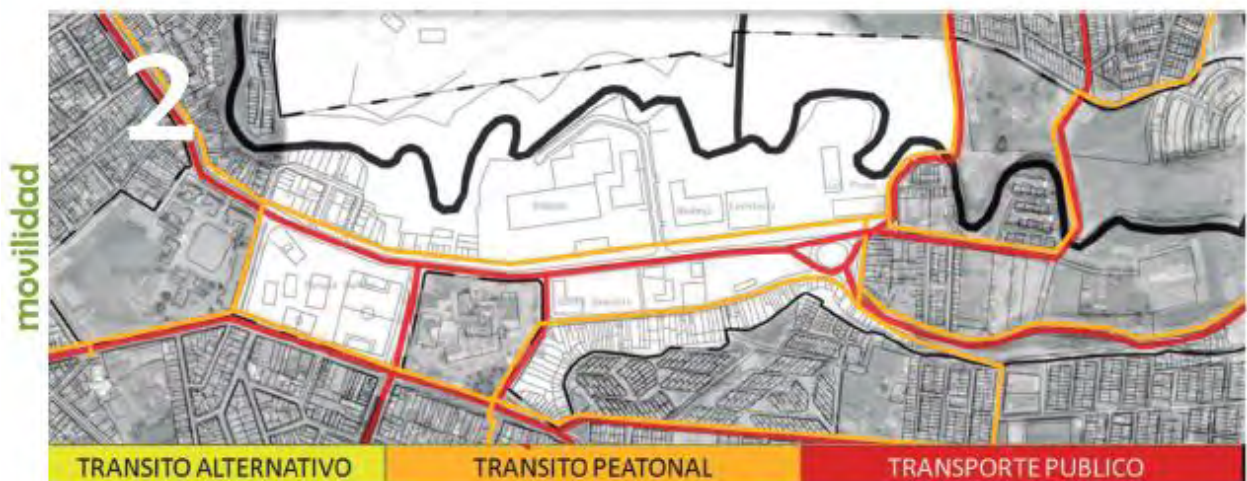 2
movilidad
TRANSITO ALTERNATIVO
TRANSITO PEATONAL
TRANSPORTE PUBLICO